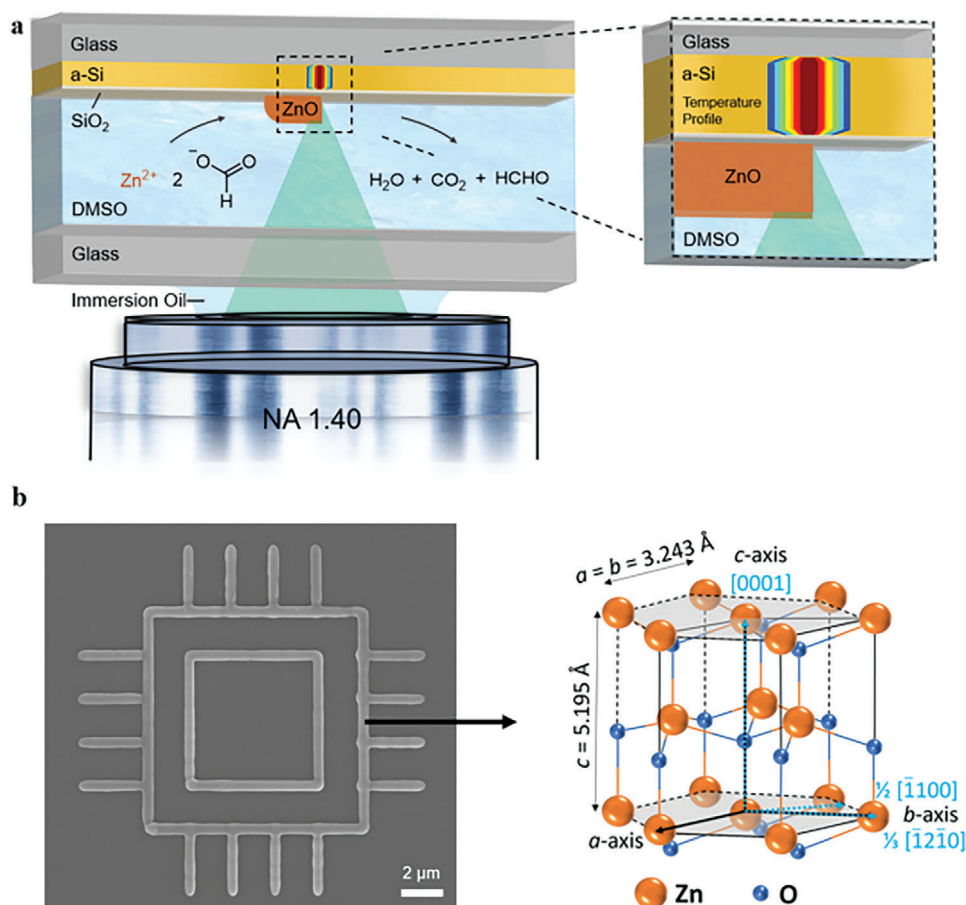 a
Glass
a-Si
SiO₂
ZnO
Zn²⁺ 2
⁻O
O
H
H₂O + CO₂ + HCHO
DMSO
Glass
Immersion Oil
NA 1.40
Glass
a-Si
Temperature
Profile
ZnO
DMSO
b
2 µm
a = b = 3.243 Å
c-axis
[0001]
c = 5.195 Å
½ [1̅100]
b-axis
⅓ [1̅21̅0]
a-axis
Zn
O